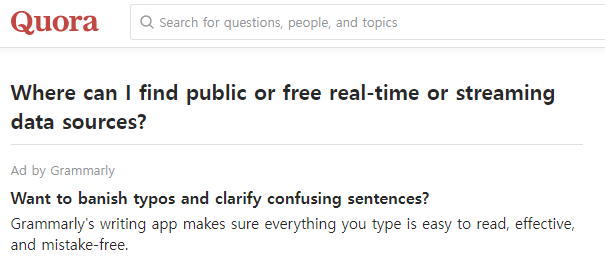 Quora
Search for questions, people, and topics
Where can I find public or free real-time or streaming
data sources?
Ad by Grammarly
Want to banish typos and clarify confusing sentences?
Grammarly's writing app makes sure everything you type is easy to read, effective,
and mistake-free.